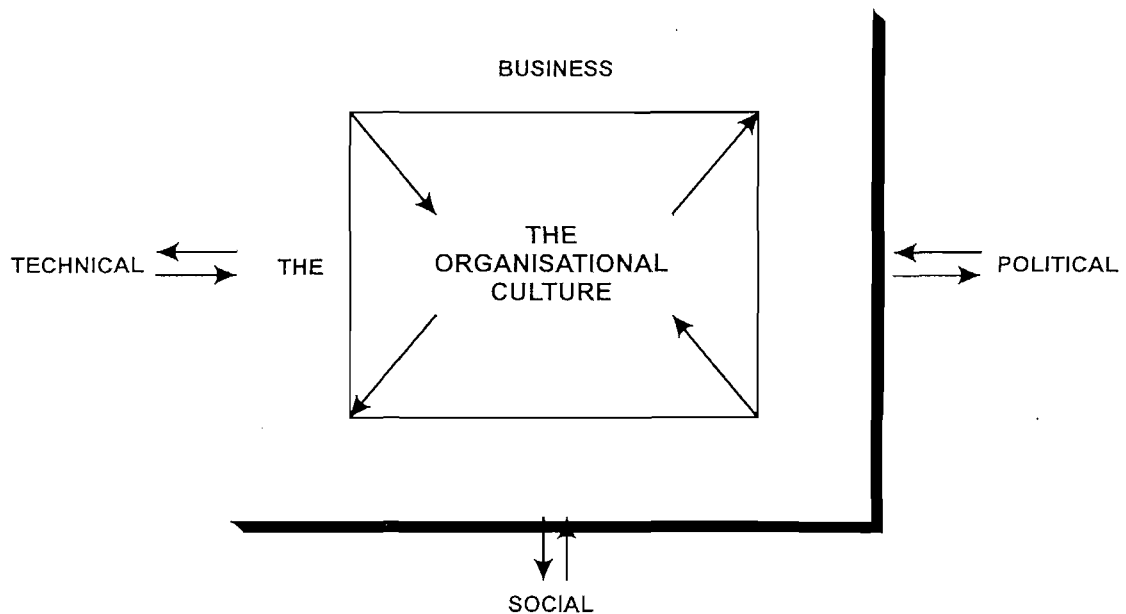 BUSINESS
TECHNICAL
THE
THE
ORGANISATIONAL
CULTURE
POLITICAL
SOCIAL